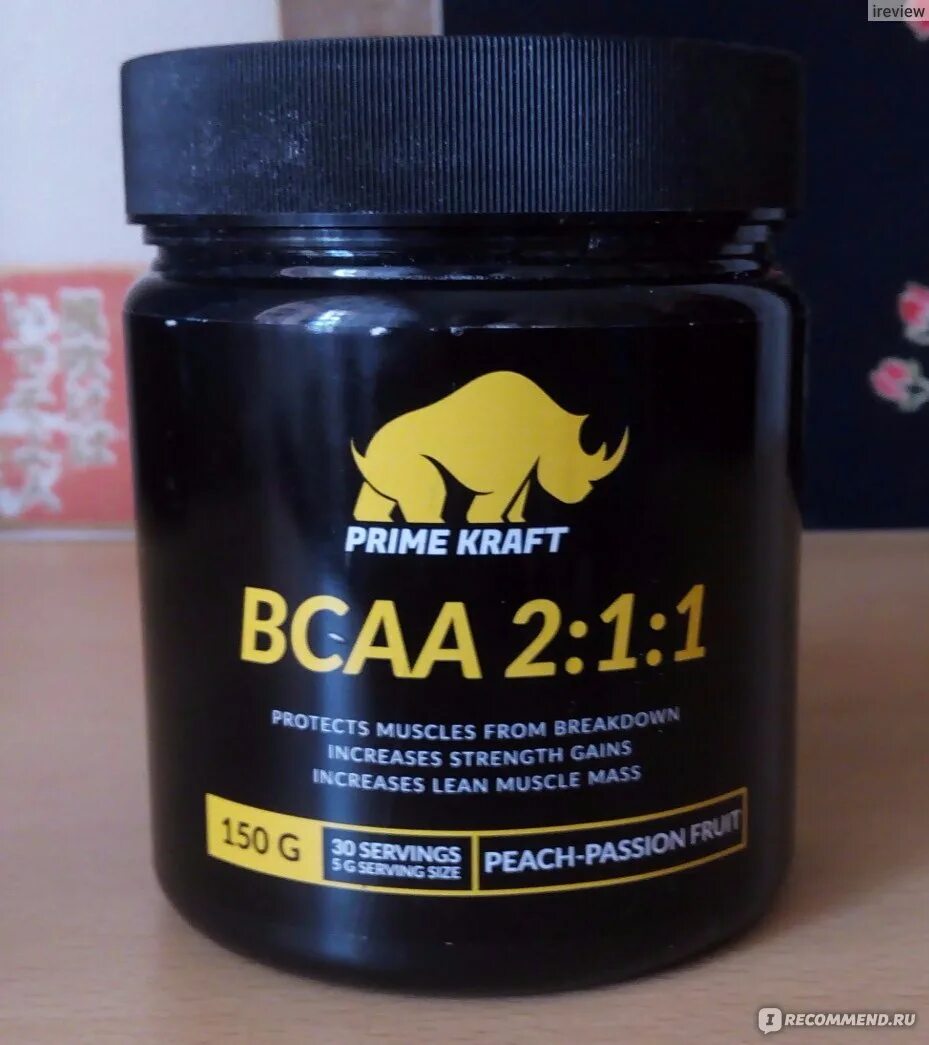 ireview
PRIME KRAFT
BCAA 2:1:1
PROTECTS MUSCLES FROM BREAKDOWN
INCREASES STRENGTH GAINS
INCREASES LEAN MUSCLE MASS
150 G
30 SERVINGS
5 G SERVING SIZE
PEACH-PASSION FRUIT
IRECOMMEND.RU